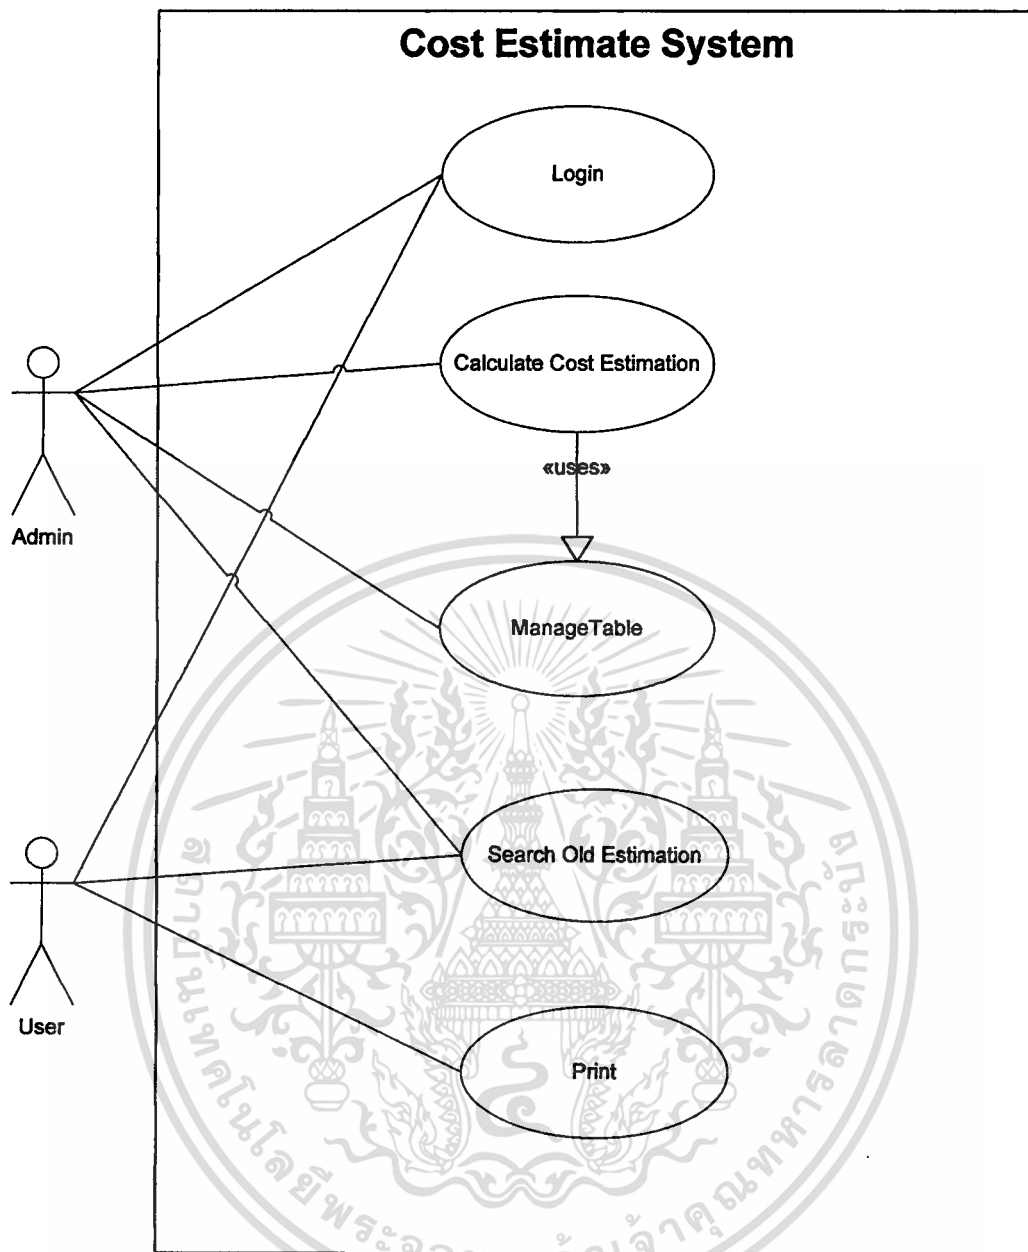 Cost Estimate System
Login
Calculate Cost Estimation
«uses»
Admin
ManageTable
Search Old Estimation
User
Print